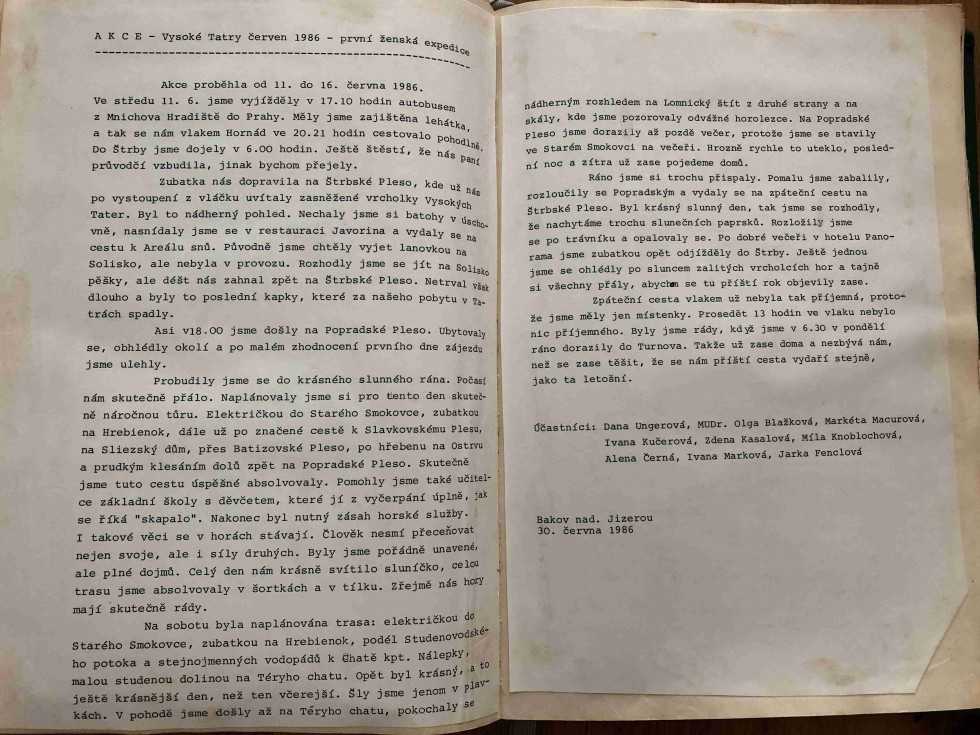 A K C E - Vysoké Tatry červen 1986 - první ženská expedice
Akce proběhla od 11. do 16. června 1986.
Ve středu 11. 6. jsme vyjížděly v 17.10 hodin autobusem
z Mnichova Hradiště do Prahy. Měly jsme zajištěna lehátka,
a tak se nám vlakem Hornád ve 20.21 hodin cestovalo pohodlně.
Do Štrby jsme dojely v 6.00 hodin. Ještě štěstí, že nás paní
průvodčí vzbudila, jinak bychom přejely.
Zubatka nás dopravila na Štrbské Pleso, kde už nás
po vystoupení z vláčku uvítaly zasněžené vrcholky Vysokých
Tater. Byl to nádherný pohled. Nechaly jsme si batohy v úscho-
vně, nasnídaly jsme se v restauraci Javorina a vydaly se na
cestu k Areálu snů. Původně jsme chtěly vyjet lanovkou na
Solisko, ale nebyla v provozu. Rozhodly jsme se jít na Solisko
pěšky, ale déšť nás zahnal zpět na Štrbské Pleso. Netrval však
dlouho a byly to poslední kapky, které za našeho pobytu v Ta-
trách spadly.
Asi v18.00 jsme došly na Popradské Pleso. Ubytovaly
se, obhlédly okolí a po malém zhodnocení prvního dne zájezdu
jsme ulehly.
Probudily jsme se do krásného slunného rána. Počasí
nám skutečně přálo. Naplánovaly jsme si pro tento den skuteč-
ně náročnou tůru. Električkou do Starého Smokovce, zubatkou
na Hrebienok, dále už po značené cestě k Slavkovskému Plesu,
na Sliezský dům, přes Batizovské Pleso, po hřebenu na Ostrvu
a prudkým klesáním dolů zpět na Popradské Pleso. Skutečně
jsme tuto cestu úspěšné absolvovaly. Pomohly jsme také učitel-
ce základní školy s děvčetem, které jí z vyčerpání úplně, jak
se říká "skapalo". Nakonec byl nutný zásah horské služby.
I takové věci se v horách stávají. Člověk nesmí přeceňovat
nejen svoje, ale i síly druhých. Byly jsme pořádně unavené,
ale plné dojmů. Celý den nám krásně svítilo sluníčko, celou
trasu jsme absolvovaly v šortkách a v tílku. Zřejmě nás hory
mají skutečně rády.
Na sobotu byla naplánována trasa: električkou do
Starého Smokovce, zubatkou na Hrebienok, podél Studenovodské-
ho potoka a stejnojmenných vodopádů k Chatě kpt. Nálepky,
malou studenou dolinou na Téryho chatu. Opět byl krásný, a to
ještě krásnější den, než ten včerejší. Šly jsme jenom v plav-
kách. V pohodě jsme došly až na Téryho chatu, pokochaly se
nádherným rozhledem na Lomnický štít z druhé strany a na
skály, kde jsme pozorovaly odvážné horolezce. Na Popradské
Pleso jsme dorazily až pozdě večer, protože jsme se stavily
ve Starém Smokovci na večeři. Hrozně rychle to uteklo, posled-
ní noc a zítra už zase pojedeme domů.
Ráno jsme si trochu přispaly. Pomalu jsme zabalily,
rozloučily se Popradským a vydaly se na zpáteční cestu na
Štrbské Pleso. Byl krásný slunný den, tak jsme se rozhodly,
že nachytáme trochu slunečních paprsků. Rozložily jsme
se po trávníku a opalovaly se. Po dobré večeři v hotelu Pano-
rama jsme zubatkou opět odjížděly do Štrby. Ještě jednou
jsme se ohlédly po sluncem zalitých vrcholcích hor a tajně
si všechny přály, abychom se tu příští rok objevily zase.
Zpáteční cesta vlakem už nebyla tak příjemná, proto-
že jsme měly jen místenky. Prosedět 13 hodin ve vlaku nebylo
nic příjemného. Byly jsme rády, když jsme v 6.30 v pondělí
ráno dorazily do Turnova. Takže už zase doma a nezbývá nám,
než se zase těšit, že se nám příští cesta vydaří stejně,
jako ta letošní.
Účastníci: Dana Ungerová, MUDr. Olga Blažková, Markéta Macurová,
Ivana Kučerová, Zdena Kasalová, Míla Knoblochová,
Alena Černá, Ivana Marková, Jarka Fenclová
Bakov nad. Jizerou
30. června 1986